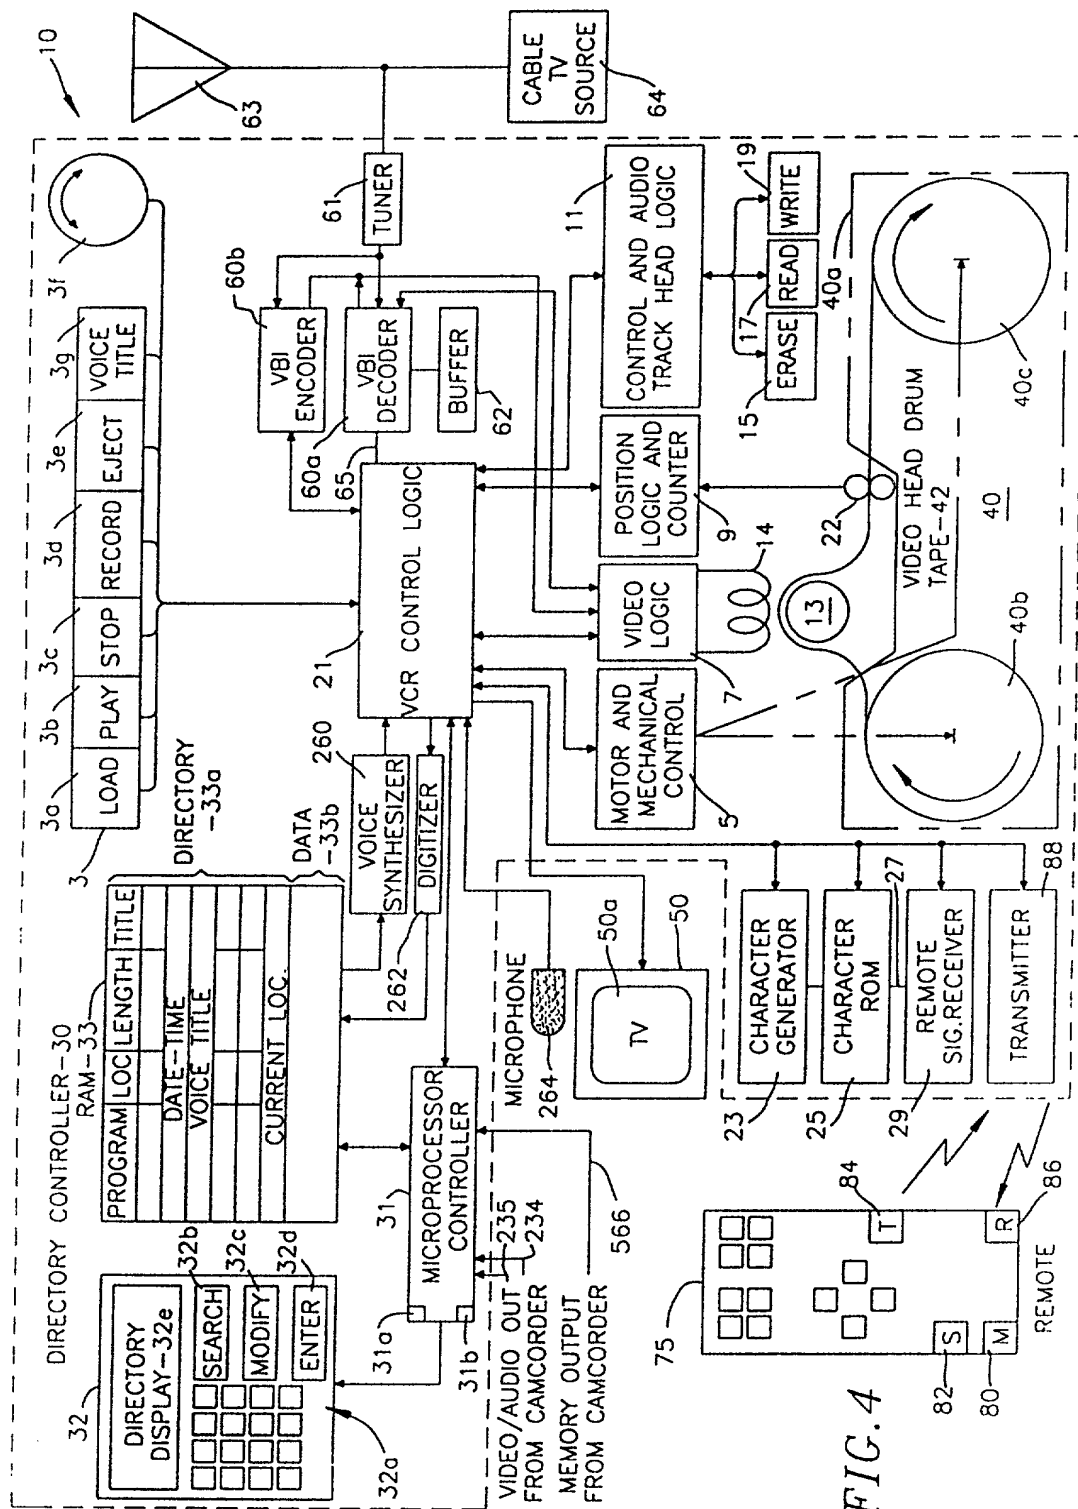 10
63
CABLE
TV
SOURCE
64
3a
3b
3c
3d
3e
3g
3f
3
LOAD
PLAY
STOP
RECORD
EJECT
VOICE
TITLE
61
TUNER
60b
VBI
ENCODER
60a
VBI
DECODER
65
BUFFER
62
21
VCR CONTROL LOGIC
11
CONTROL AND AUDIO
TRACK HEAD LOGIC
19
WRITE
17
READ
15
ERASE
POSITION
LOGIC AND
COUNTER
9
VIDEO
LOGIC
7
14
MOTOR AND
MECHANICAL
CONTROL
5
13
22
40a
VIDEO HEAD DRUM
TAPE-42
40
40b
40c
DIRECTORY CONTROLLER-30
RAM-33
PROGRAM
LOC
LENGTH
TITLE
DATE-TIME
VOICE TITLE
CURRENT LOC.
DIRECTORY
-33a
DATA
-33b
260
VOICE
SYNTHESIZER
DIGITIZER
262
32
DIRECTORY
DISPLAY-32e
32b
SEARCH
32c
MODIFY
32d
ENTER
32a
31
MICROPROCESSOR
CONTROLLER
31a
31b
VIDEO/AUDIO OUT
FROM CAMCORDER
235
234
MEMORY OUTPUT
FROM CAMCORDER
566
MICROPHONE
264
50a
50
TV
CHARACTER
GENERATOR
23
CHARACTER
ROM
25
27
REMOTE
SIG.RECEIVER
29
TRANSMITTER
88
75
84
T
R
86
S
82
M
80
REMOTE
FIG.4